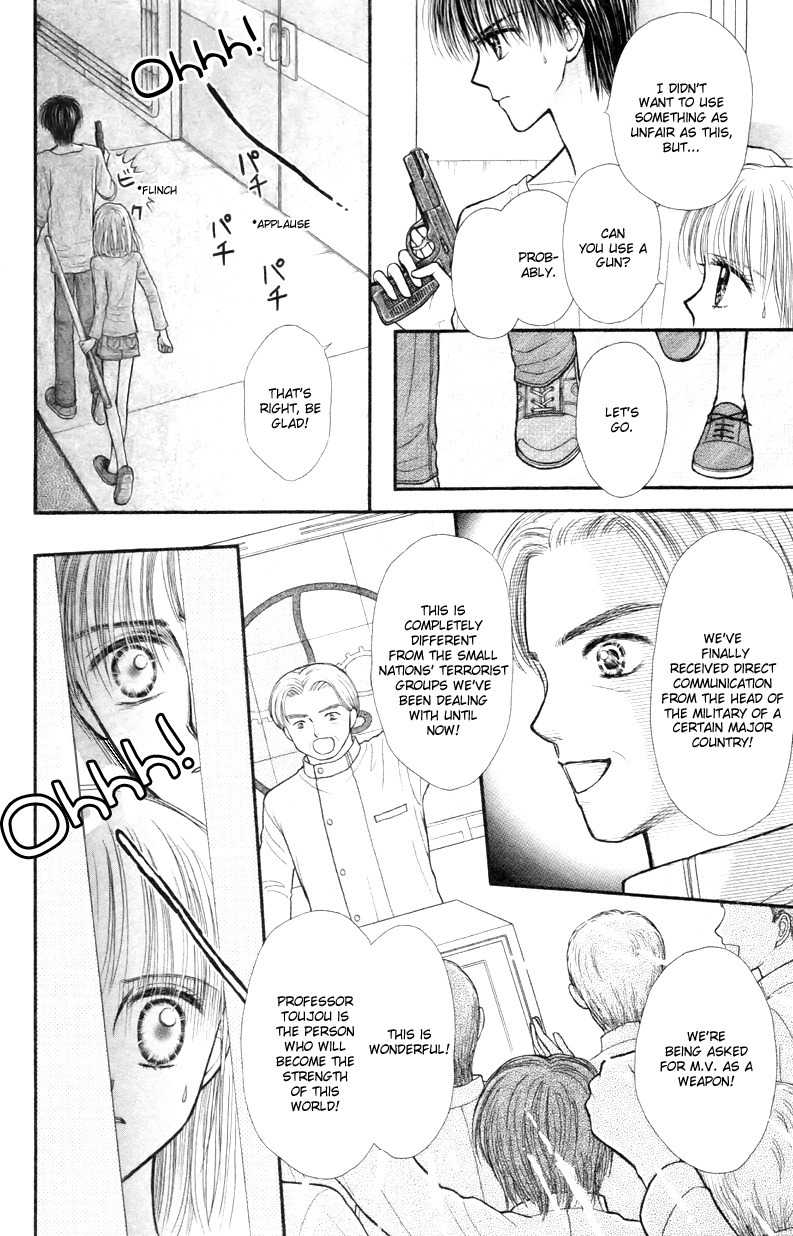 I DIDN'T
WANT TO USE
SOMETHING AS
UNFAIR AS THIS,
BUT...
CAN
YOU USE A
GUN?
PROB-
ABLY.
LET'S
GO.
Ohhh!
ビク
*FLINCH
パチ
*APPLAUSE
パチ
パチ
THAT'S
RIGHT, BE
GLAD!
WE'VE
FINALLY
RECEIVED DIRECT
COMMUNICATION
FROM THE HEAD OF
THE MILITARY OF A
CERTAIN MAJOR
COUNTRY!
THIS IS
COMPLETELY
DIFFERENT
FROM THE SMALL
NATIONS' TERRORIST
GROUPS WE'VE
BEEN DEALING
WITH UNTIL
NOW!
Ohhh!
WE'RE
BEING ASKED
FOR M.V. AS A
WEAPON!
THIS IS
WONDERFUL!
PROFESSOR
TOUJOU IS
THE PERSON
WHO WILL
BECOME THE
STRENGTH
OF THIS
WORLD!